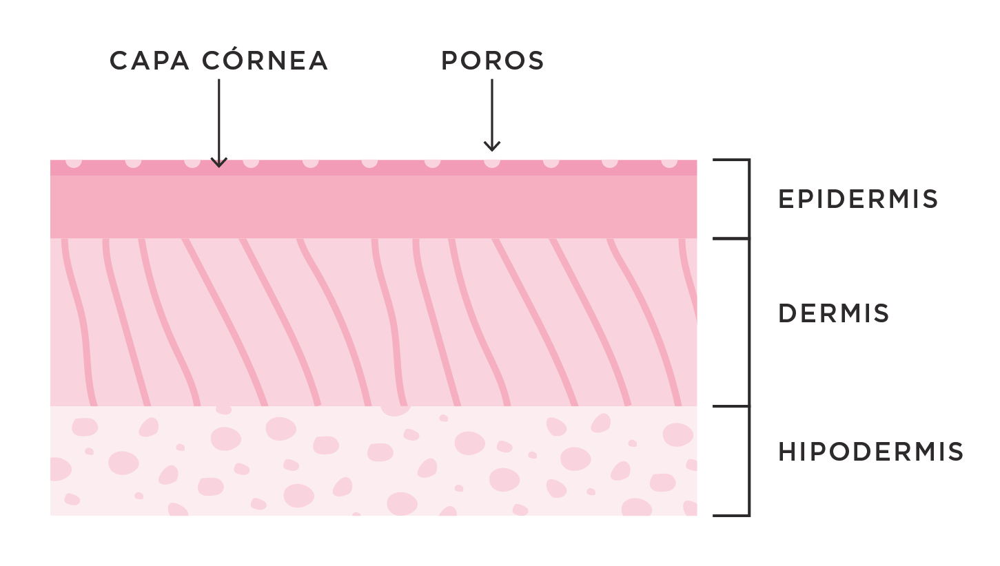 CAPA CÓRNEA
POROS
EPIDERMIS
DERMIS
HIPODERMIS